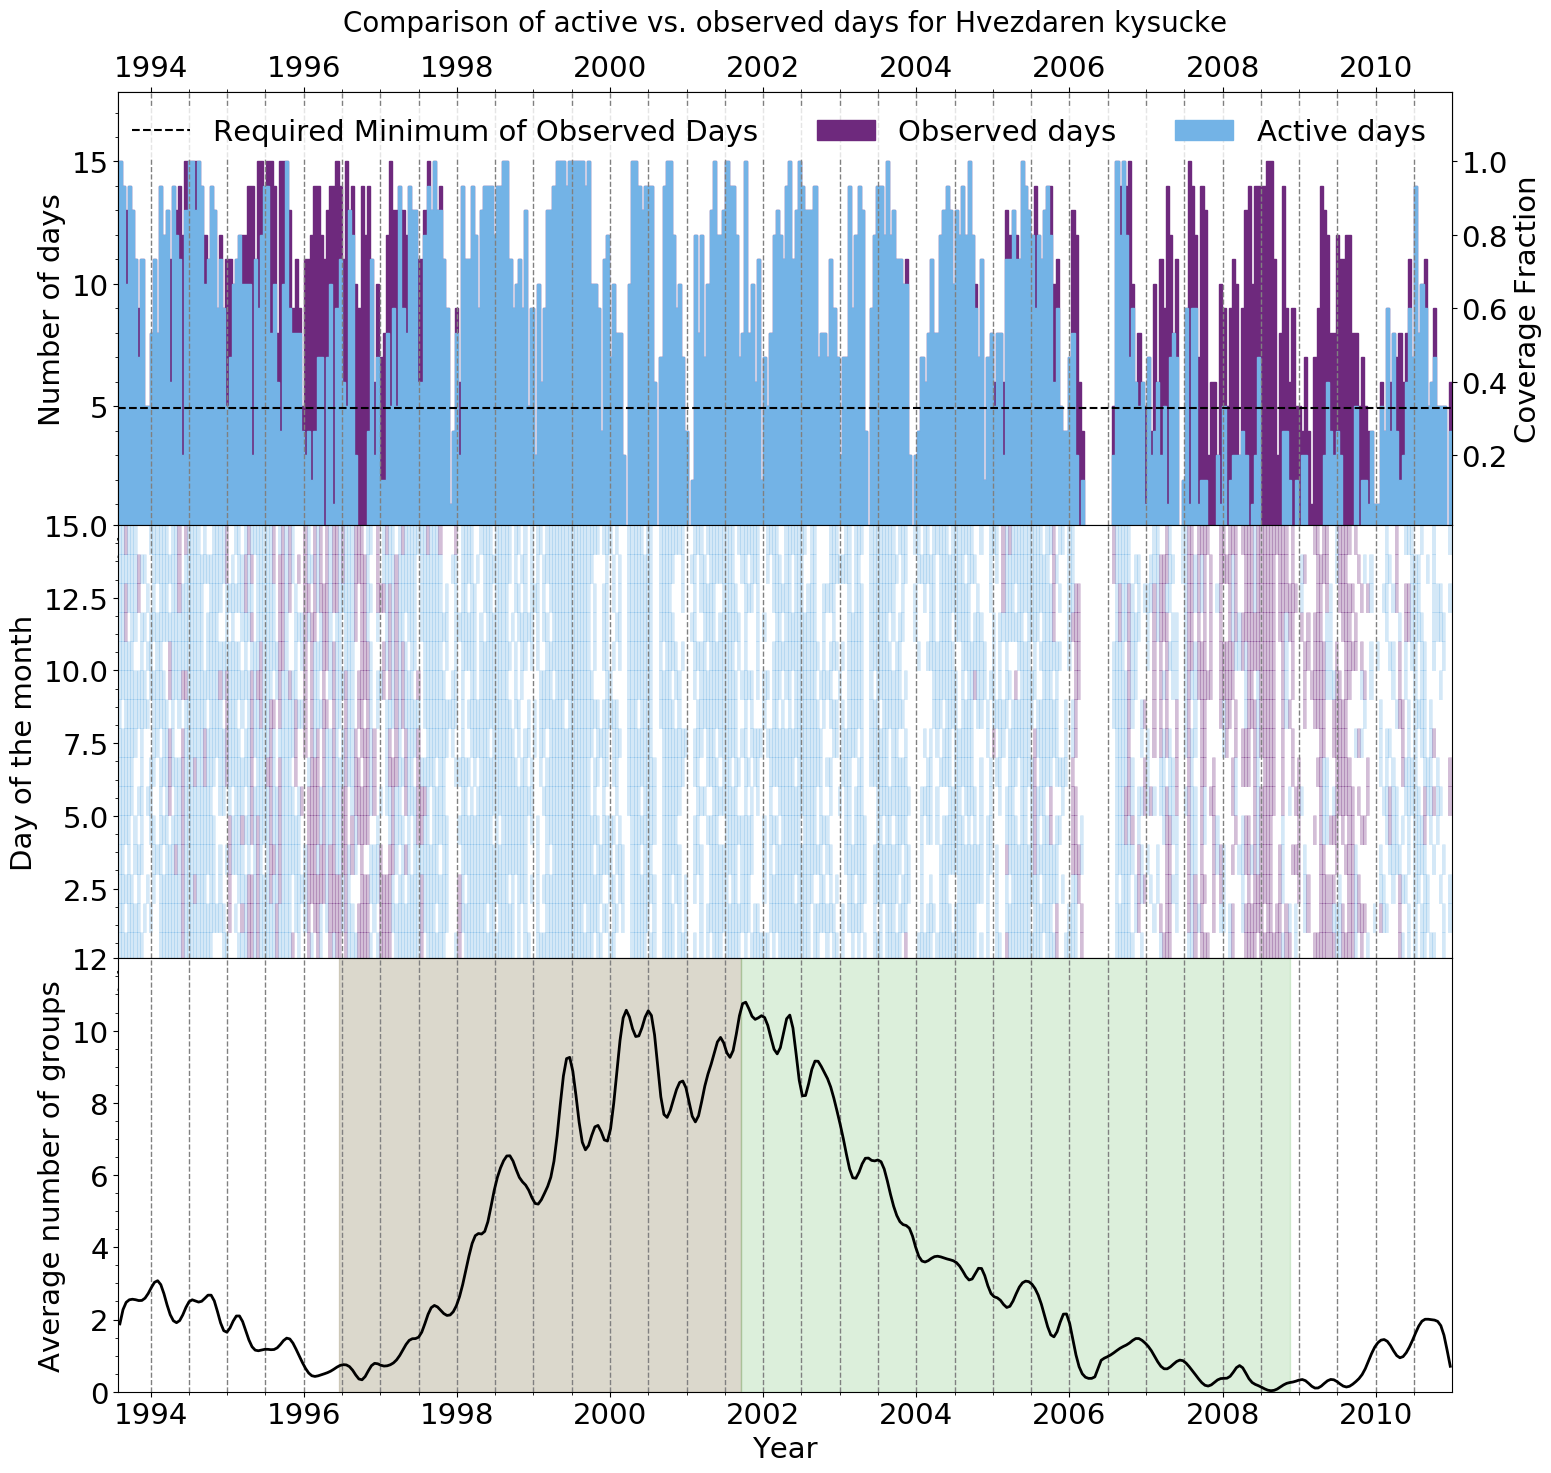 Comparison of active vs. observed days for Hvezdaren kysucke
1994 1996 1998 2000 2002 2004 2006 2008 2010
Required Minimum of Observed Days Observed days Active days
Number of days
15
10
5
Coverage Fraction
1.0
0.8
0.6
0.4
0.2
Day of the month
15.0
12.5
10.0
7.5
5.0
2.5
Average number of groups
12
10
8
6
4
2
0
1994 1996 1998 2000 2002 2004 2006 2008 2010
Year